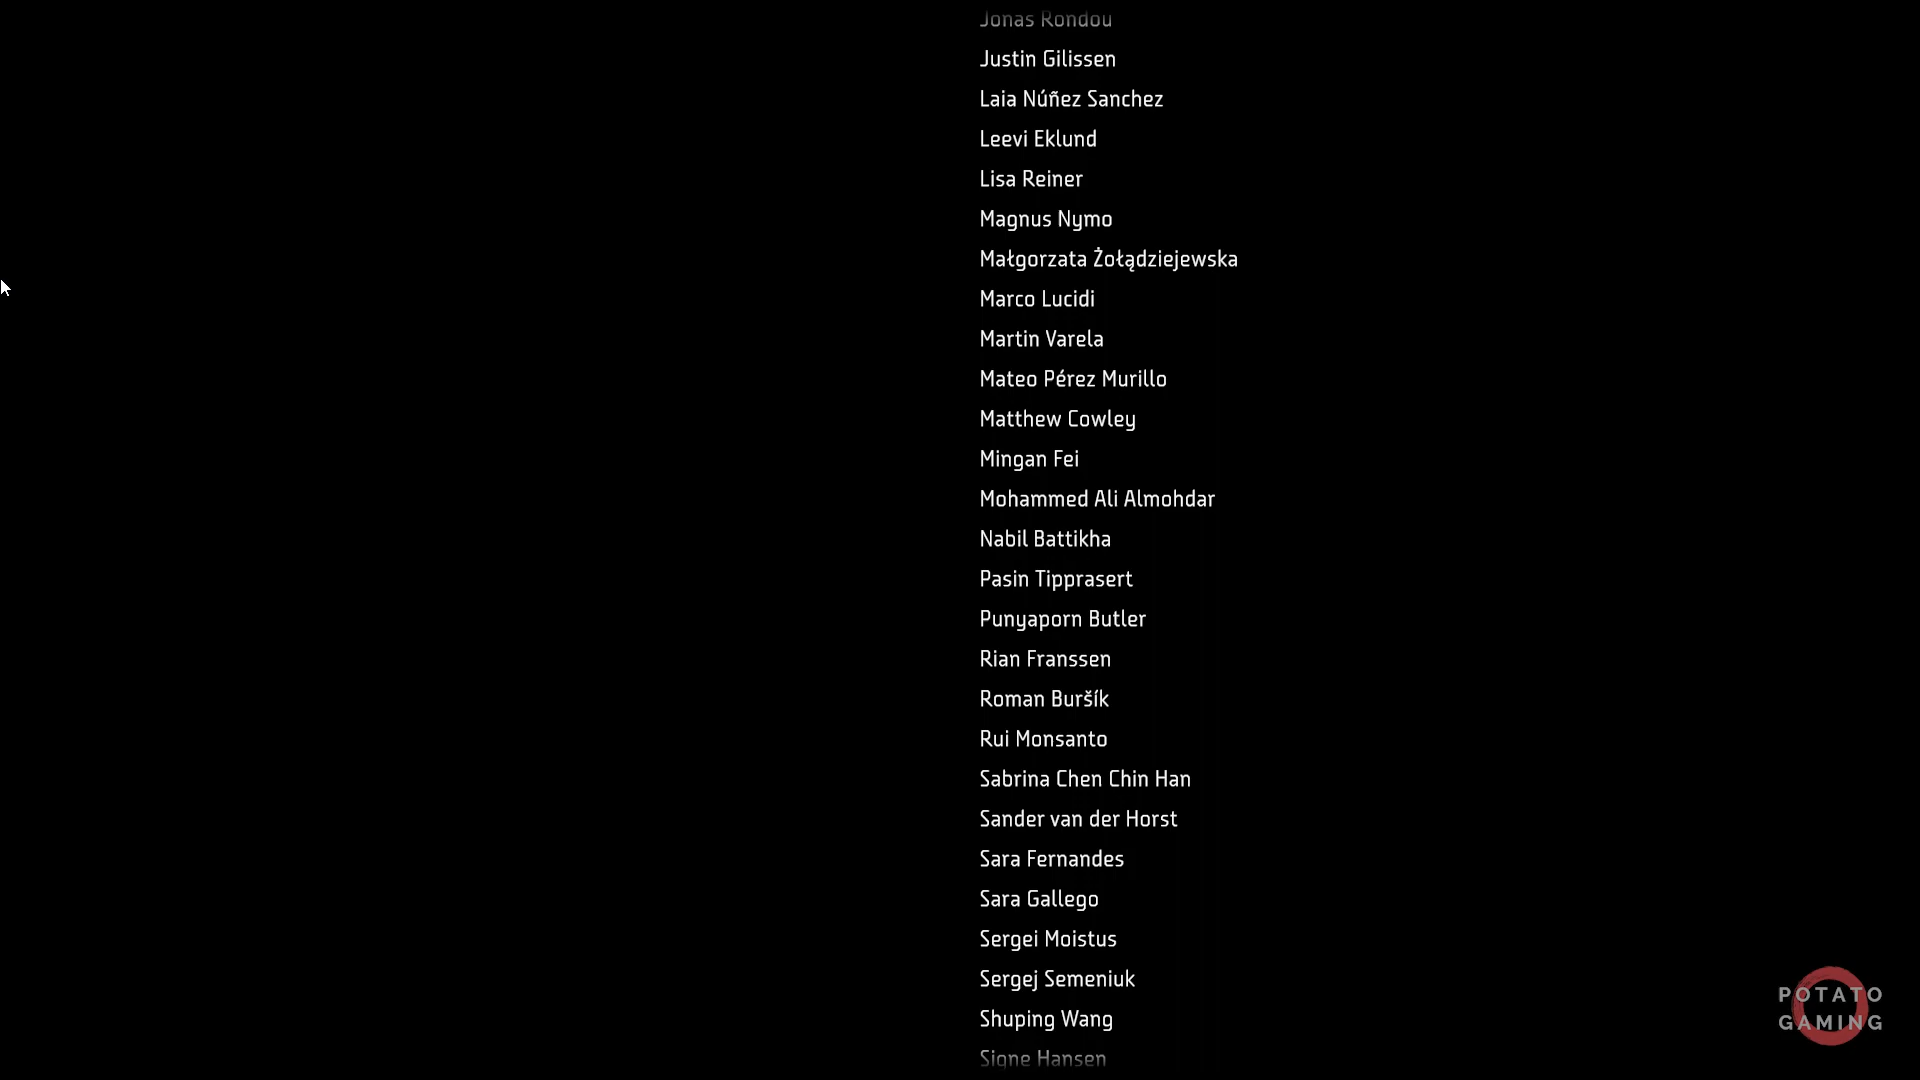 Jonas Rondou
Justin Gilissen
Laia Núñez Sanchez
Leevi Eklund
Lisa Reiner
Magnus Nymo
Małgorzata Żołądziejewska
Marco Lucidi
Martin Varela
Mateo Pérez Murillo
Matthew Cowley
Mingan Fei
Mohammed Ali Almohdar
Nabil Battikha
Pasin Tipprasert
Punyaporn Butler
Rian Franssen
Roman Buršík
Rui Monsanto
Sabrina Chen Chin Han
Sander van der Horst
Sara Fernandes
Sara Gallego
Sergei Moistus
Sergej Semeniuk
Shuping Wang
Signe Hansen
POTATO
GAMING